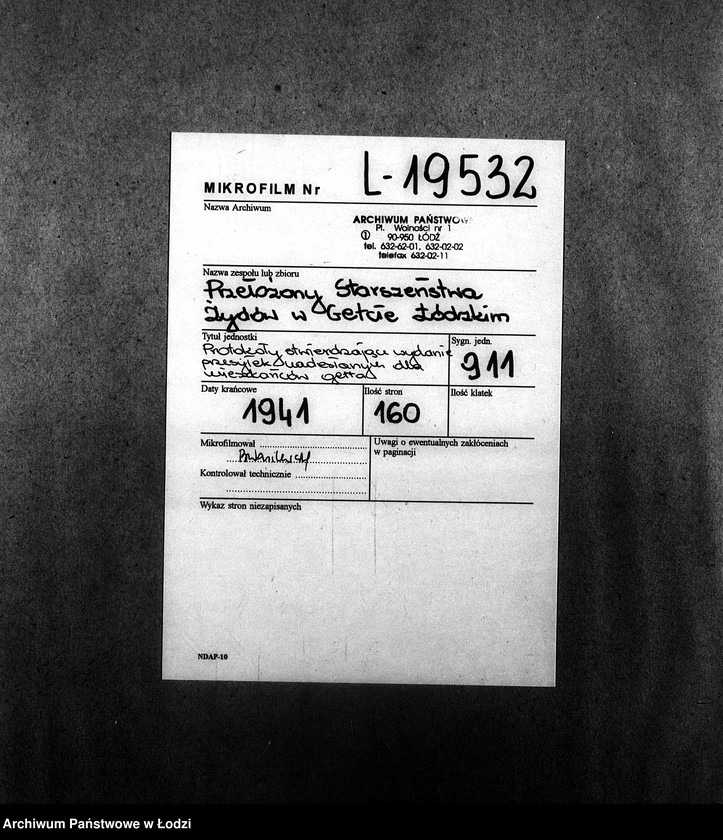 MIKROFILM Nr L-19532
Nazwa Archiwum
ARCHIWUM PAŃSTWOWE
Pl. Wolności nr 1
① 90-950 ŁÓDŹ
tel. 632-62-01, 632-02-02
telefax 632-02-11
Nazwa zespołu lub zbioru
Przełożony Starszeństwa
Żydów w Getcie Łódzkim
Tytuł jednostki
Protokoły stwierdzające wydanie
przesyłek nadesłanych dla
mieszkańców getta
Sygn. jedn.
911
Daty krańcowe
1941
Ilość stron
160
Ilość klatek
Mikrofilmował
Kontrolował technicznie
Uwagi o ewentualnych zakłóceniach
w paginacji
Wykaz stron niezapisanych
NDAP-10
Archiwum Państwowe w Łodzi